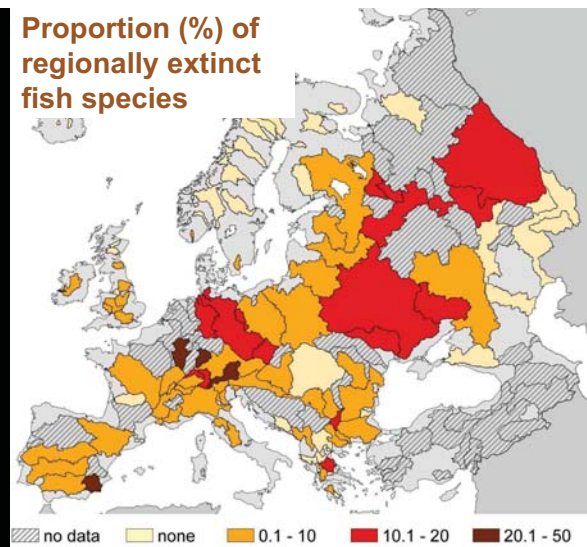 Proportion (%) of
regionally extinct
fish species
no data none 0.1 - 10 10.1 - 20 20.1 - 50